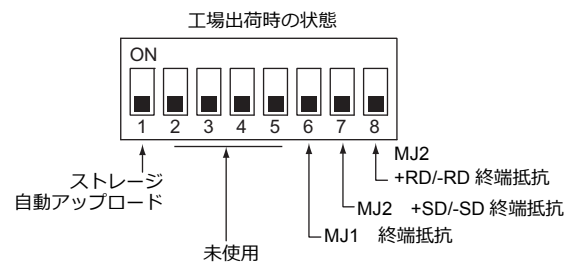 工場出荷時の状態
ON
1 2 3 4 5 6 7 8
ストレージ
自動アップロード
未使用
MJ1 終端抵抗
MJ2 +SD/-SD 終端抵抗
MJ2
+RD/-RD 終端抵抗